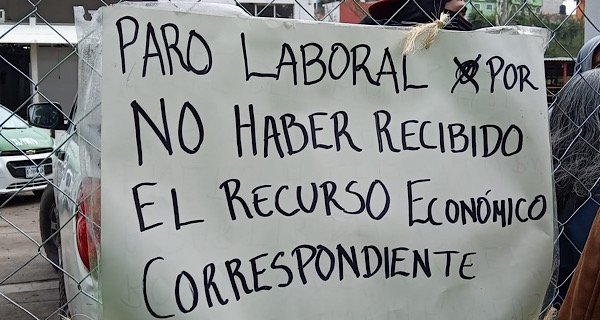 PARO LABORAL POR
NO HABER RECIBIDO
EL RECURSO ECONÓMICO
CORRESPONDIENTE